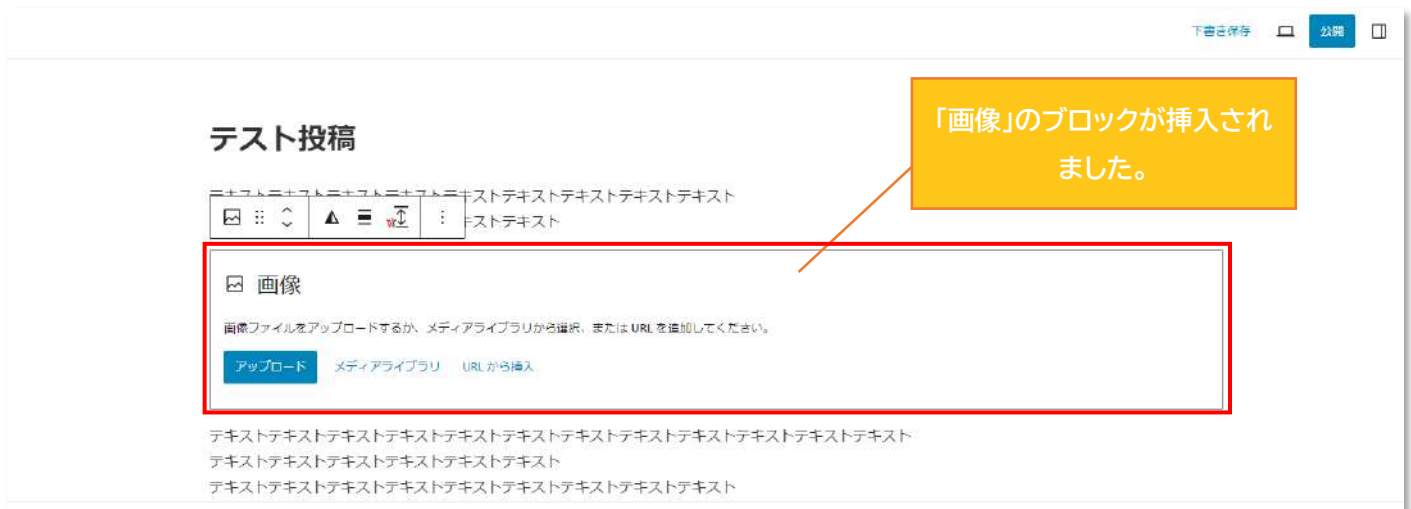 下書き保存
公開
「画像」のブロックが挿入され
ました。
テスト投稿
テキストテキストテキストテキストテキストテキストテキストテキストテキスト
キストテキスト
画像
画像ファイルをアップロードするか、メディアライブラリから選択、または URL を追加してください。
アップロード メディアライブラリ URL から挿入
テキストテキストテキストテキストテキストテキストテキストテキストテキストテキストテキストテキスト
テキストテキストテキストテキストテキストテキスト
テキストテキストテキストテキストテキストテキストテキストテキストテキスト